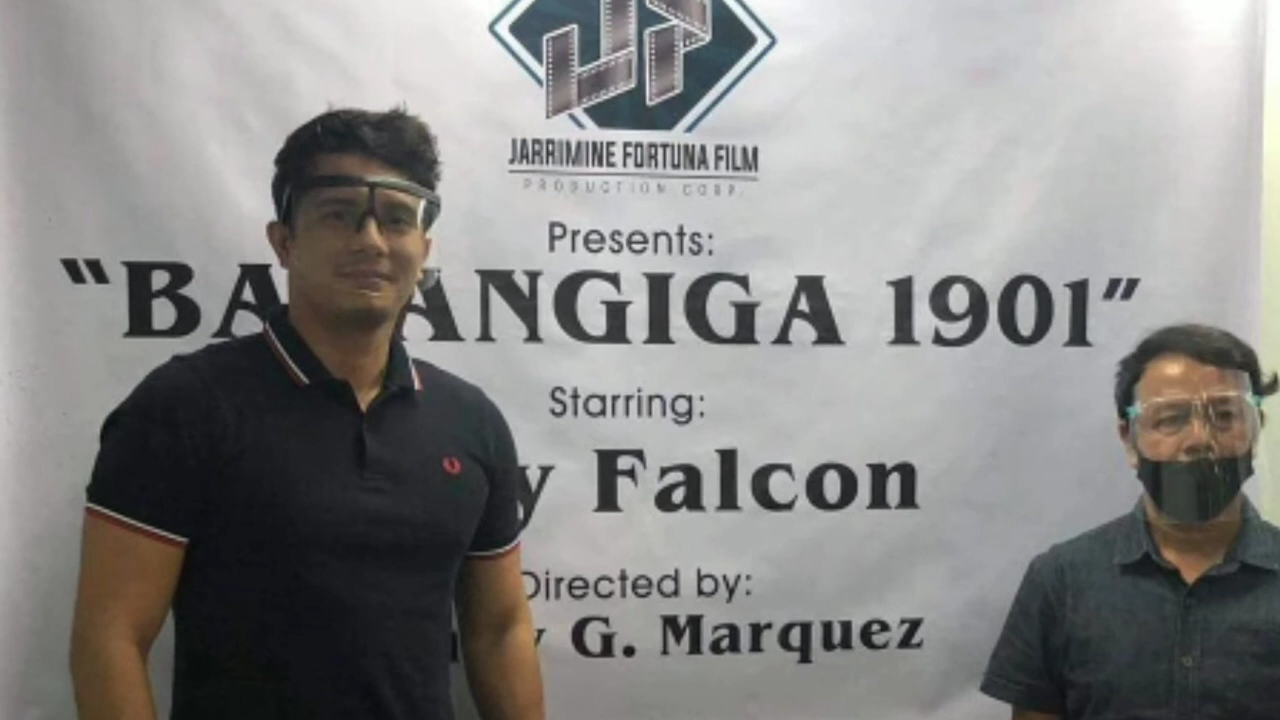 JARRIMINE FORTUNA FILM
PRODUCTION CORP.
Presents:
"BA ANGIGA 1901"
Starring:
y Falcon
Directed by:
y G. Marquez